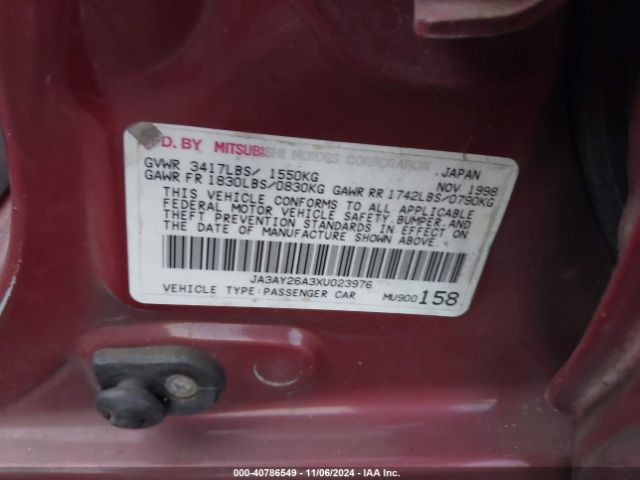 MFD. BY MITSUBISHI MOTORS CORPORATION JAPAN
GVWR 3417LBS/ 1550KG NOV 1998
GAWR FR 1830LBS/0830KG GAWR RR 1742LBS/0790KG
THIS VEHICLE CONFORMS TO ALL APPLICABLE
FEDERAL MOTOR VEHICLE SAFETY,BUMPER,AND
THEFT PREVENTION STANDARDS IN EFFECT ON
THE DATE OF MANUFACTURE SHOWN ABOVE.
JA3AY26A3XU023976
VEHICLE TYPE:PASSENGER CAR MU900158
000-40786549 - 11/06/2024 - IAA Inc.